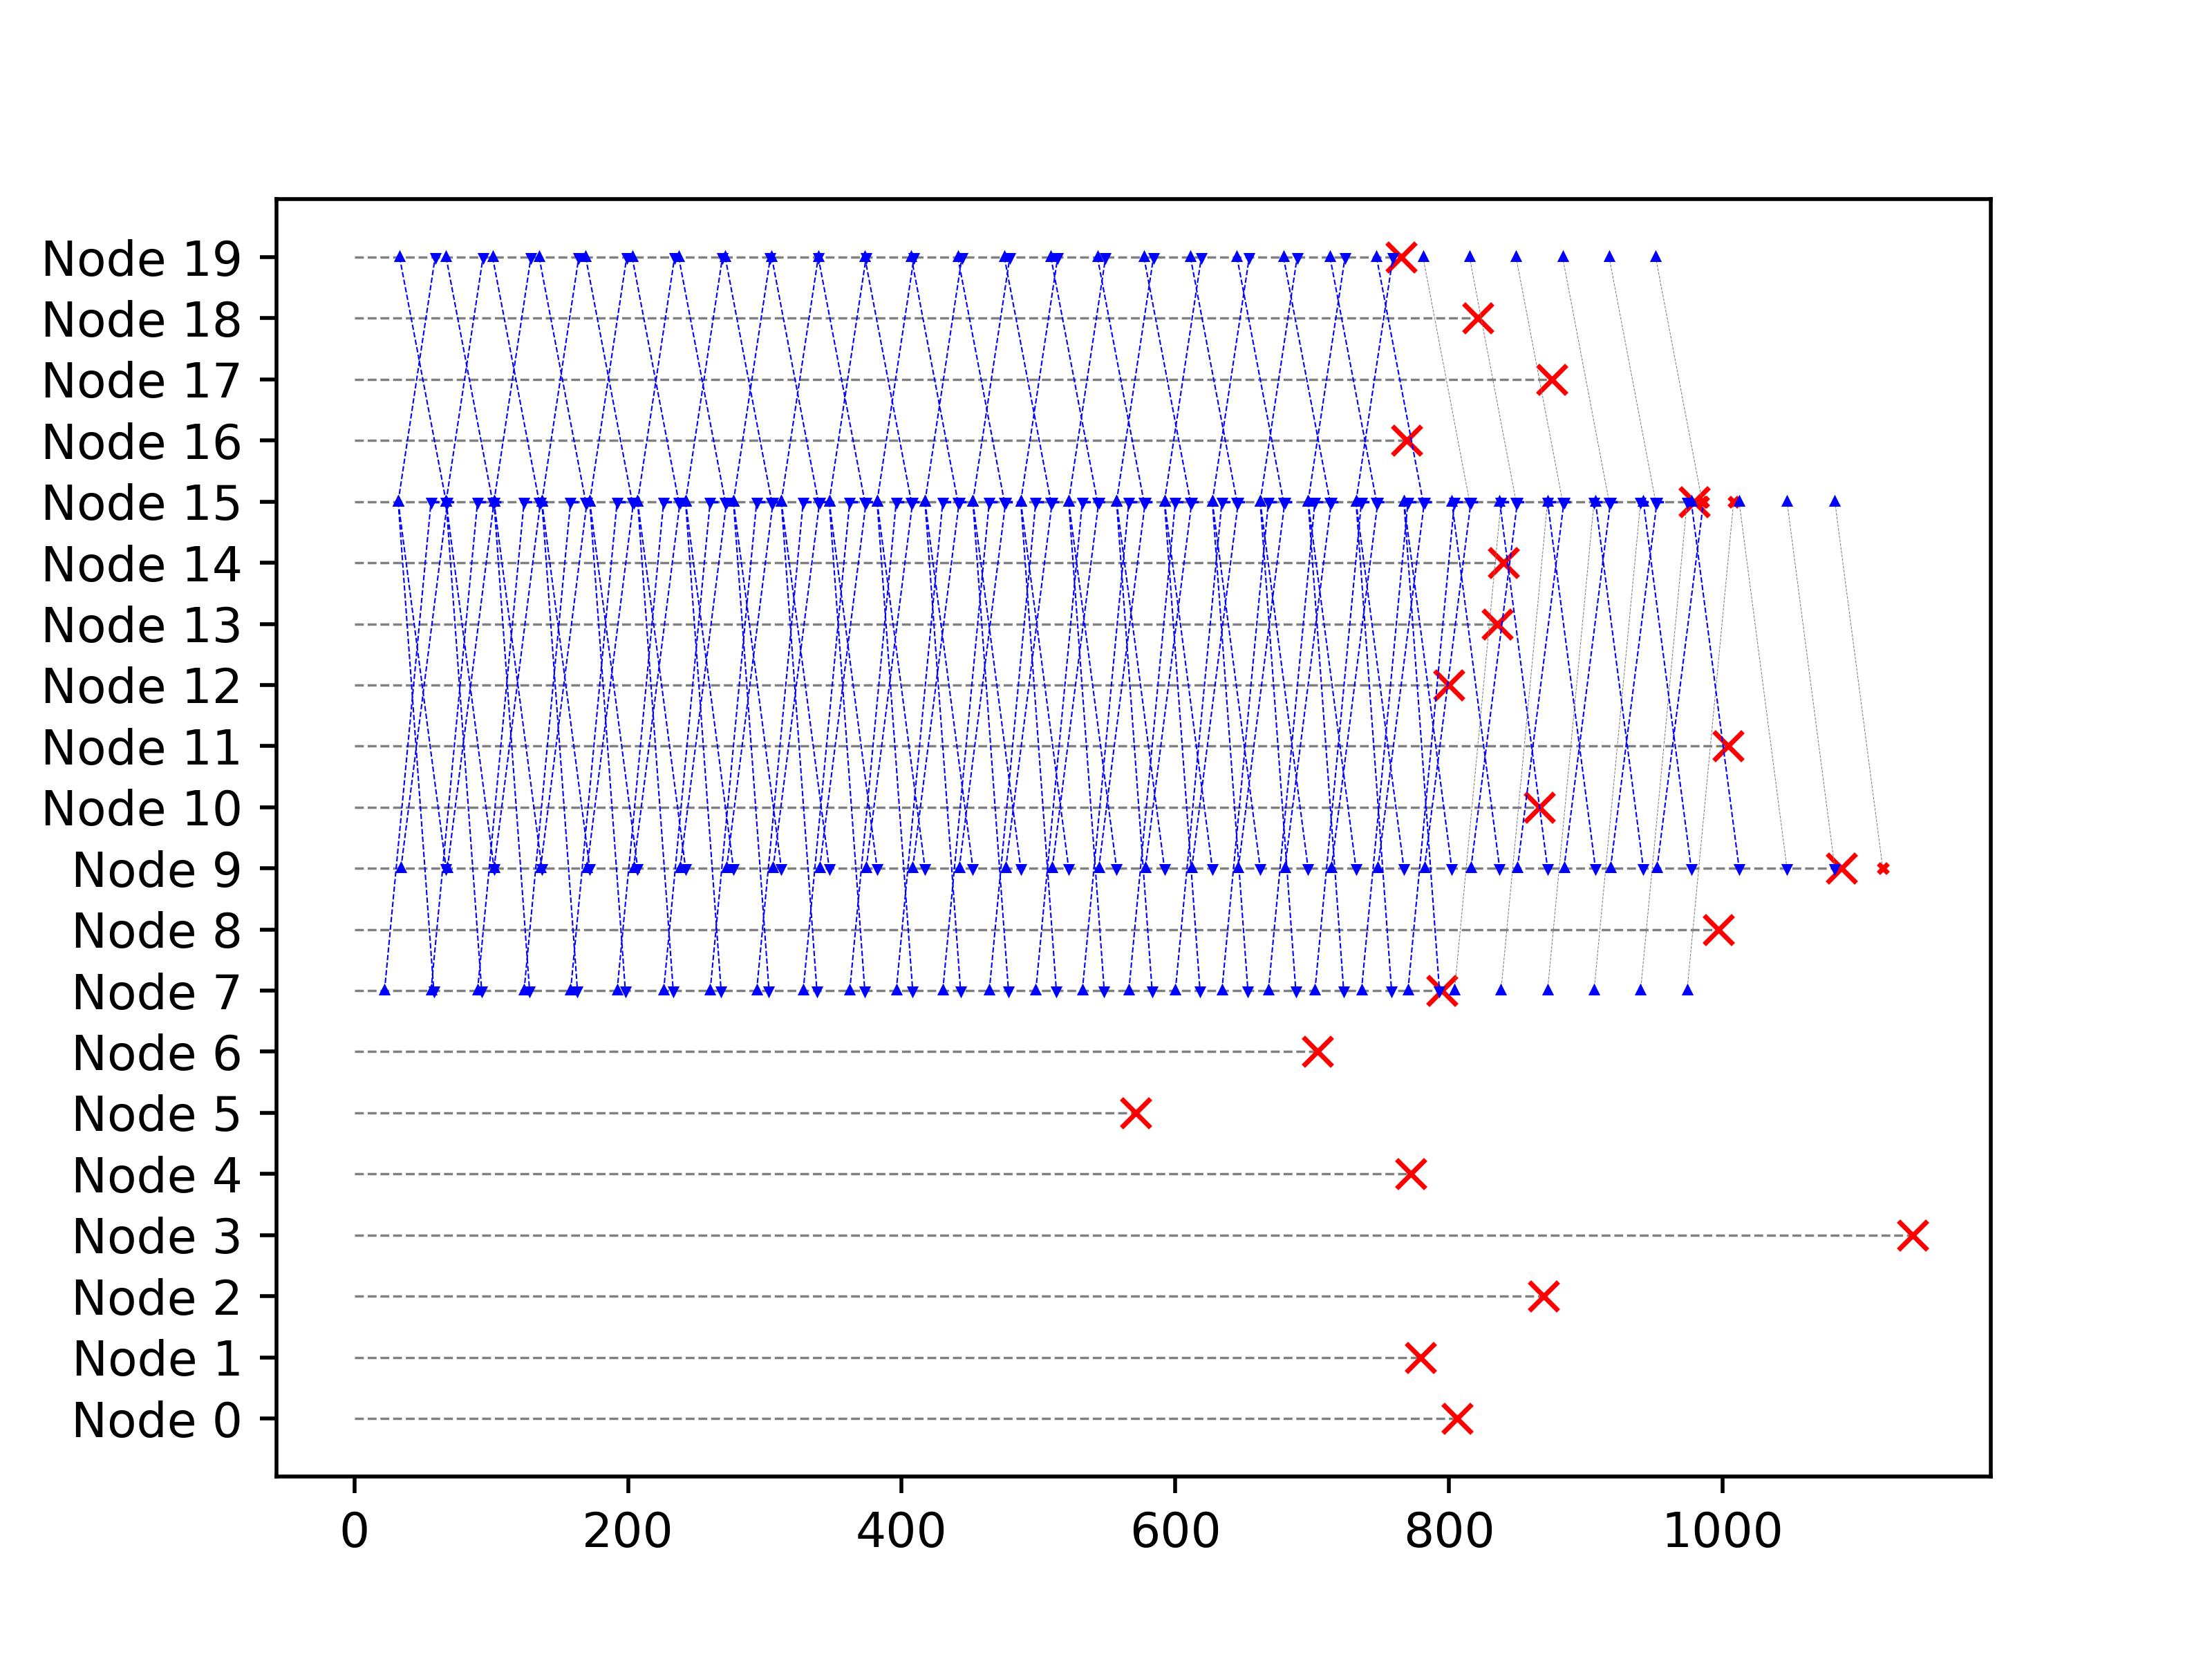 Node 19
Node 18
Node 17
Node 16
Node 15
Node 14
Node 13
Node 12
Node 11
Node 10
Node 9
Node 8
Node 7
Node 6
Node 5
Node 4
Node 3
Node 2
Node 1
Node 0
0 200 400 600 800 1000